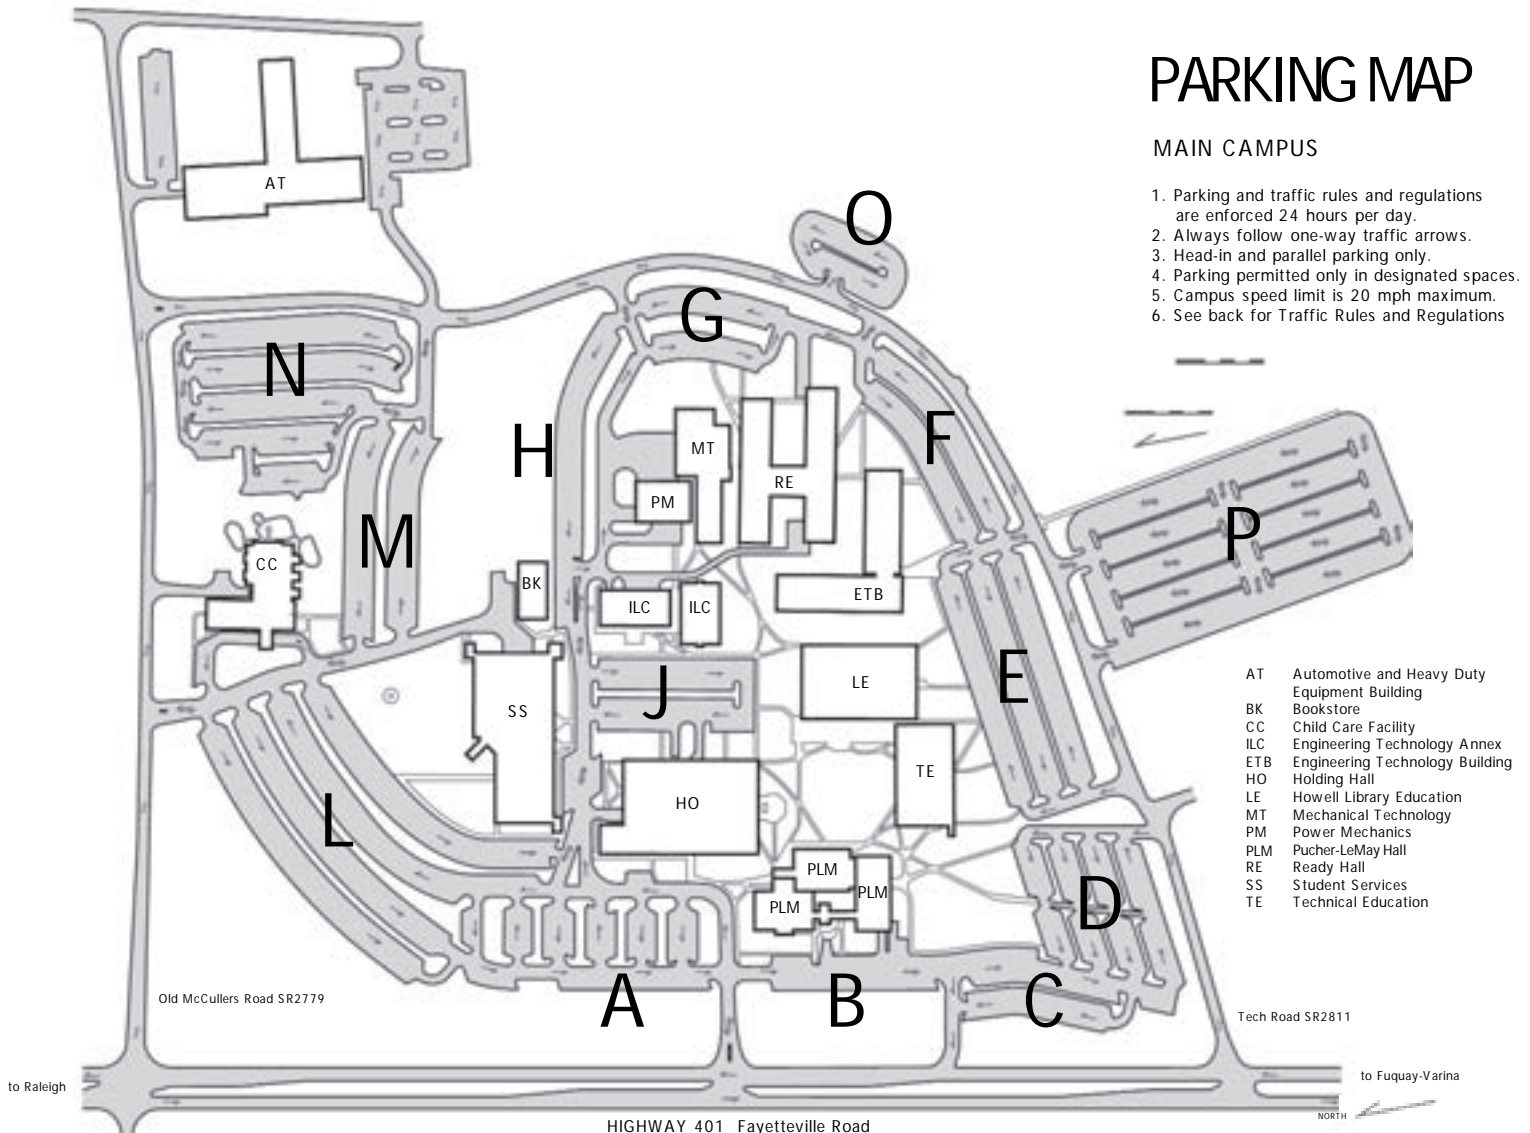 PARKING MAP
MAIN CAMPUS
1. Parking and traffic rules and regulations
are enforced 24 hours per day.
2. Always follow one-way traffic arrows.
3. Head-in and parallel parking only.
4. Parking permitted only in designated spaces.
5. Campus speed limit is 20 mph maximum.
6. See back for Traffic Rules and Regulations
AT
O
G
N
F
H
MT
RE
PM
P
M
CC
BK
ILC
ILC
ETB
E
J
LE
SS
TE
HO
L
PLM
PLM
PLM
D
A
B
C
AT Automotive and Heavy Duty
Equipment Building
BK Bookstore
CC Child Care Facility
ILC Engineering Technology Annex
ETB Engineering Technology Building
HO Holding Hall
LE Howell Library Education
MT Mechanical Technology
PM Power Mechanics
PLM Pucher-LeMay Hall
RE Ready Hall
SS Student Services
TE Technical Education
Old McCullers Road SR2779
Tech Road SR2811
to Raleigh
to Fuquay-Varina
NORTH
HIGHWAY 401 Fayetteville Road